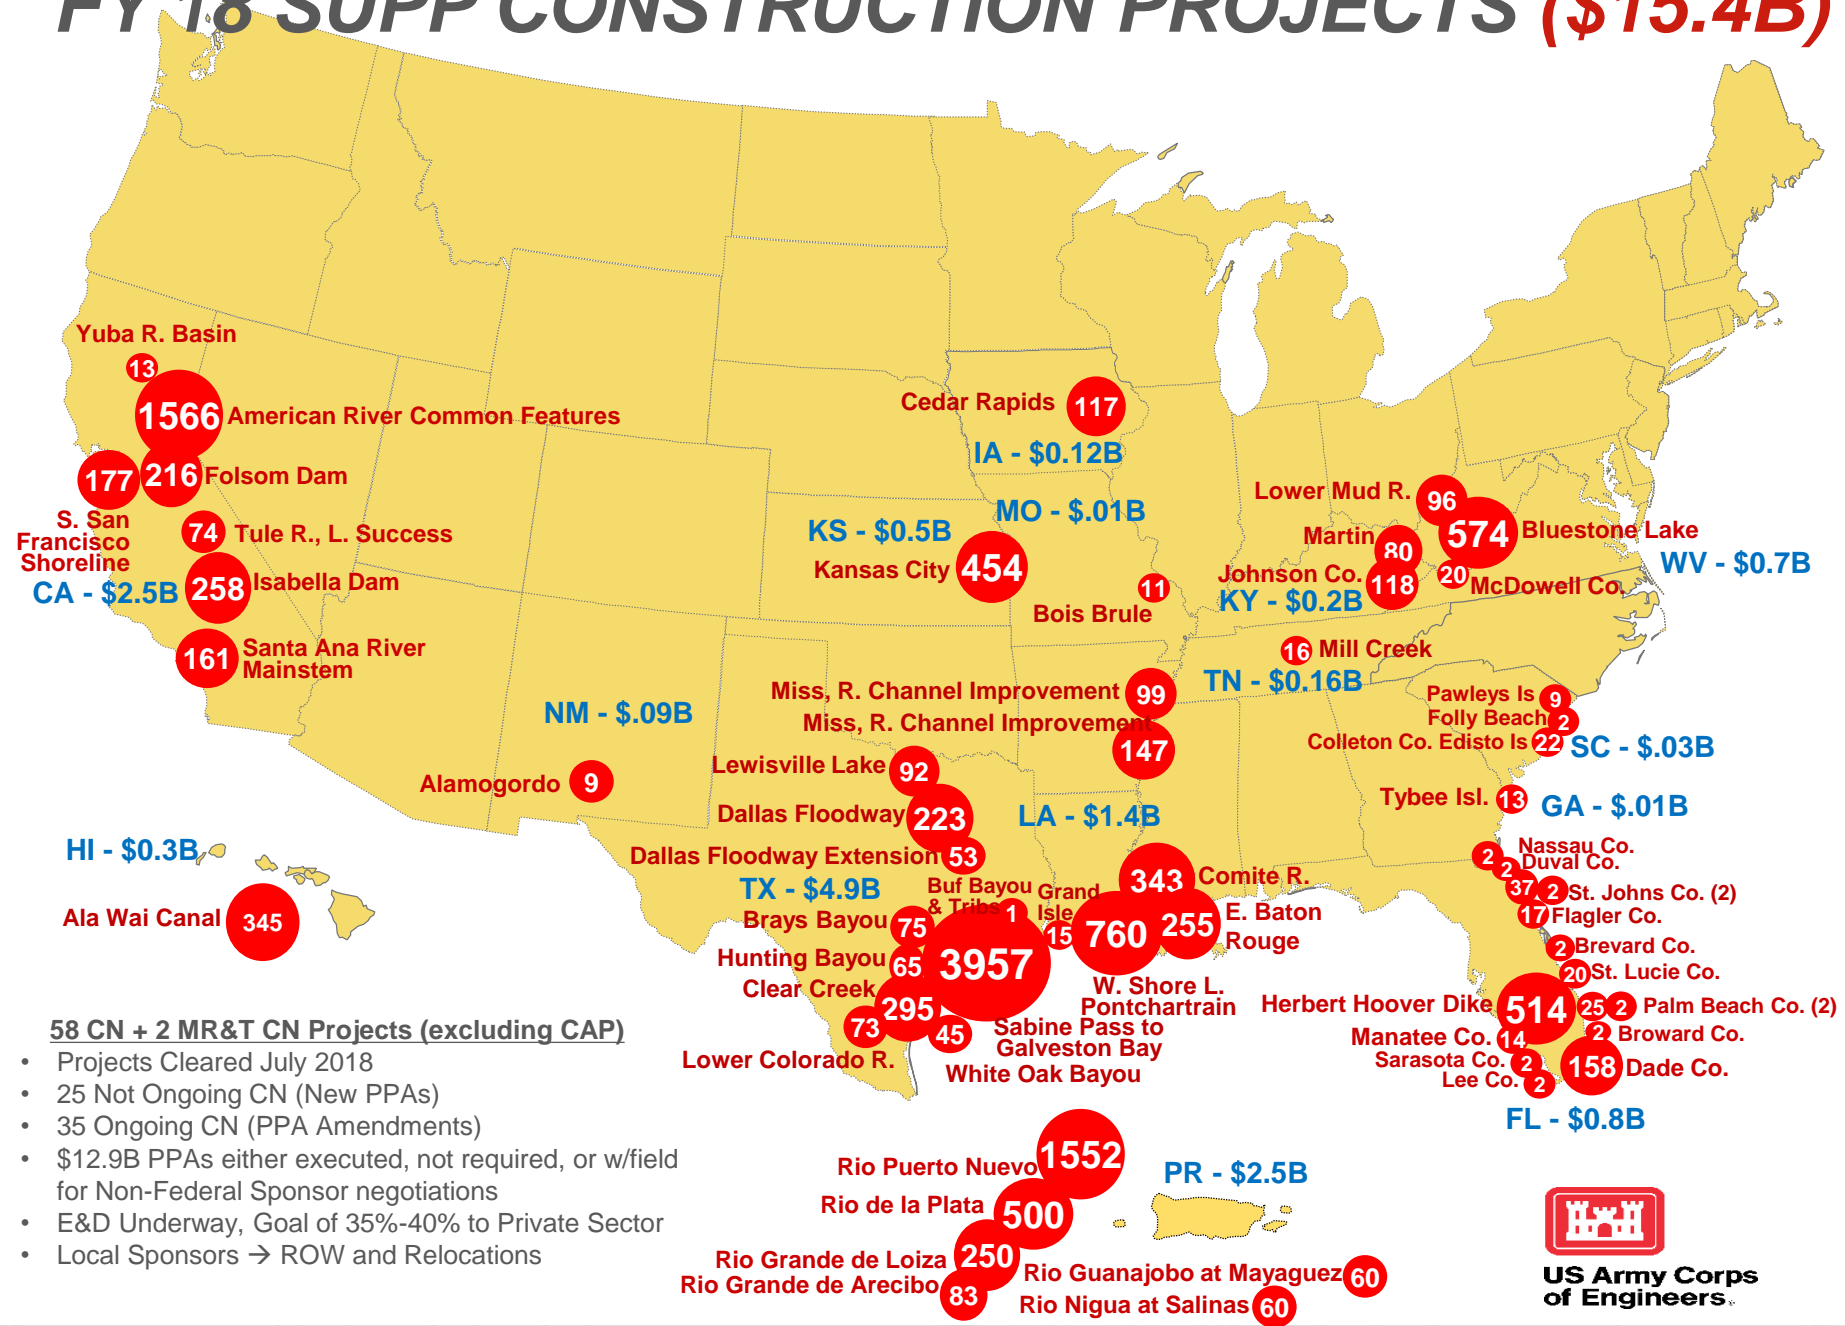 FY 18 SUPP CONSTRUCTION PROJECTS ($15.4B)
Yuba R. Basin
13
1566 American River Common Features
177
216 Folsom Dam
S. San
Francisco
Shoreline
74 Tule R., L. Success
CA - $2.5B
258 Isabella Dam
161
Santa Ana River
Mainstem
Cedar Rapids 117
IA - $0.12B
MO - $.01B
KS - $0.5B
Kansas City 454
11
Bois Brule
Lower Mud R. 96
574 Bluestone Lake
WV - $0.7B
Martin 80
Johnson Co. 118
20 McDowell Co.
KY - $0.2B
16 Mill Creek
TN - $0.16B
Miss, R. Channel Improvement 99
Miss, R. Channel Improvement
147
NM - $.09B
Alamogordo 9
Pawleys Is 9
Folly Beach 2
Colleton Co. Edisto Is 22
SC - $.03B
Tybee Isl. 13
GA - $.01B
Lewisville Lake 92
Dallas Floodway 223
Dallas Floodway Extension 53
LA - $1.4B
TX - $4.9B
343 Comite R.
Buf Bayou
& Tribs 1
Grand
Isle
15
Brays Bayou 75
760
255
E. Baton
Rouge
Hunting Bayou 65
3957
Clear Creek 295
W. Shore L.
Pontchartrain
73
45
Sabine Pass to
Galveston Bay
Lower Colorado R.
White Oak Bayou
HI - $0.3B
Ala Wai Canal 345
2 Nassau Co.
2 Duval Co.
37 2 St. Johns Co. (2)
17 Flagler Co.
2 Brevard Co.
20 St. Lucie Co.
Herbert Hoover Dike 514
25 2 Palm Beach Co. (2)
Manatee Co. 14
2 Broward Co.
Sarasota Co. 2
158 Dade Co.
Lee Co. 2
FL - $0.8B
58 CN + 2 MR&T CN Projects (excluding CAP)
• Projects Cleared July 2018
• 25 Not Ongoing CN (New PPAs)
• 35 Ongoing CN (PPA Amendments)
• $12.9B PPAs either executed, not required, or w/field
for Non-Federal Sponsor negotiations
• E&D Underway, Goal of 35%-40% to Private Sector
• Local Sponsors → ROW and Relocations
Rio Puerto Nuevo 1552
PR - $2.5B
Rio de la Plata 500
Rio Grande de Loiza 250
Rio Grande de Arecibo 83
Rio Guanajobo at Mayaguez 60
Rio Nigua at Salinas 60
US Army Corps
of Engineers.